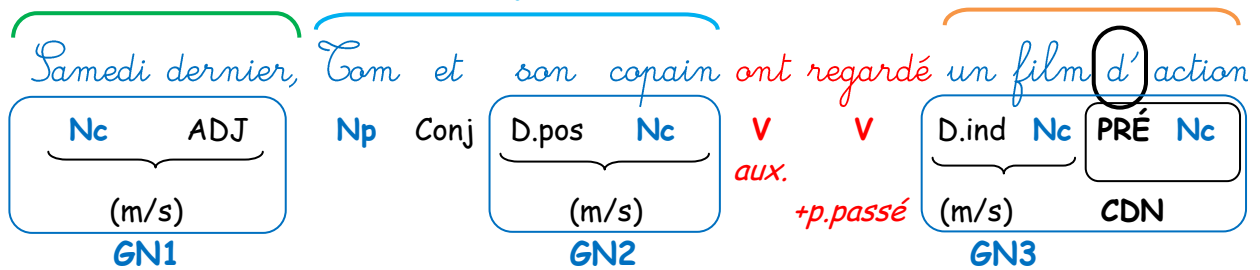 Samedi dernier, Tom et son copain ont regardé un film d' action
Nc ADJ Np Conj D.pos Nc V V D.ind Nc PRÉ Nc
aux.
(m/s) (m/s) +p.passé (m/s) CDN
GN1 GN2 GN3